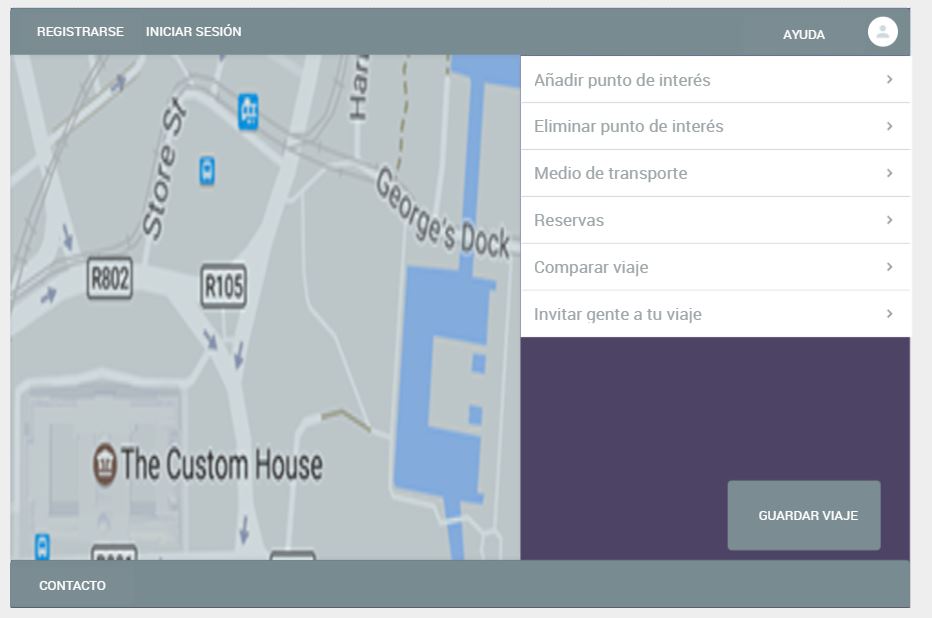 REGISTRARSE INICIAR SESIÓN AYUDA
Añadir punto de interés
Eliminar punto de interés
Medio de transporte
Reservas
Comparar viaje
Invitar gente a tu viaje
GUARDAR VIAJE
Store St
Har
George's Dock
R802
R105
The Custom House
CONTACTO